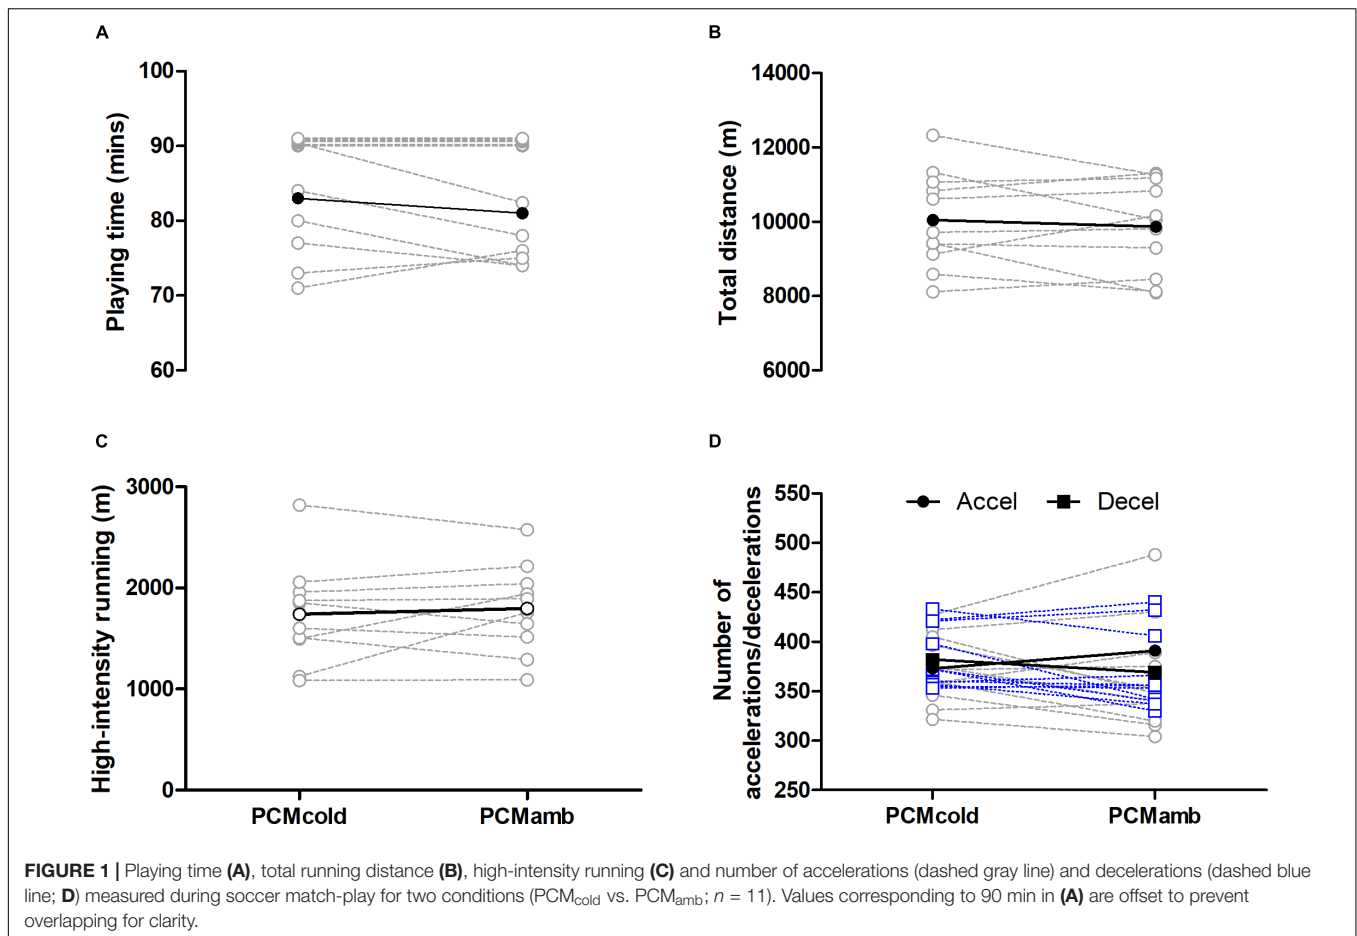 A
100
90
80
70
60
Playing time (mins)
B
14000
12000
10000
8000
6000
Total distance (m)
C
3000
2000
1000
0
High-intensity running (m)
PCMcold
PCMamb
D
550
500
450
400
350
300
250
Number of
accelerations/decelerations
Accel
Decel
PCMcold
PCMamb
FIGURE 1 | Playing time (A), total running distance (B), high-intensity running (C) and number of accelerations (dashed gray line) and decelerations (dashed blue
line; D) measured during soccer match-play for two conditions (PCMcold vs. PCMamb; n = 11). Values corresponding to 90 min in (A) are offset to prevent
overlapping for clarity.